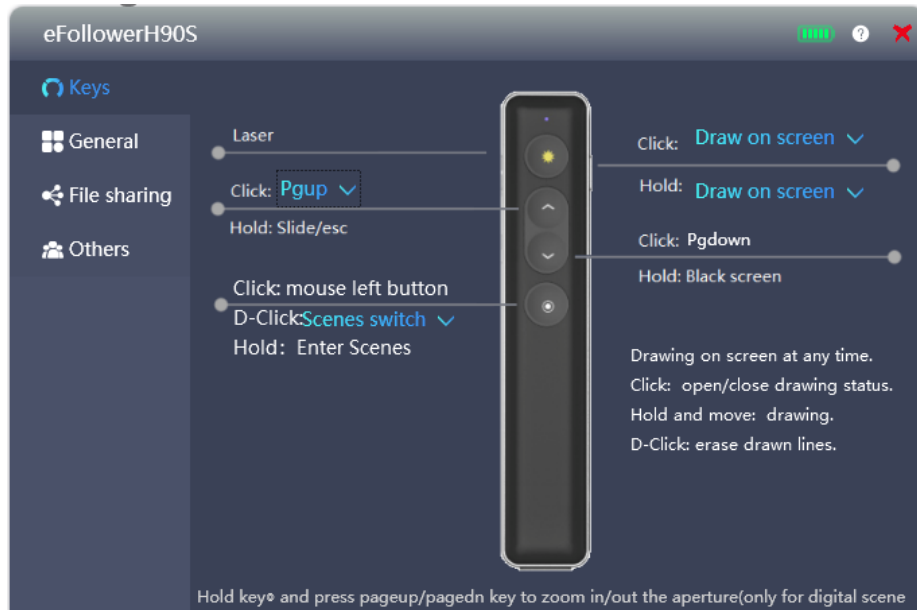 eFollowerH90S
Keys
General
File sharing
Others
Laser
Click: Pgup
Hold: Slide/esc
Click: mouse left button
D-Click:Scenes switch
Hold: Enter Scenes
Click: Draw on screen
Hold: Draw on screen
Click: Pgdown
Hold: Black screen
Drawing on screen at any time.
Click: open/close drawing status.
Hold and move: drawing.
D-Click: erase drawn lines.
Hold key and press pageup/pagedn key to zoom in/out the aperture(only for digital scene